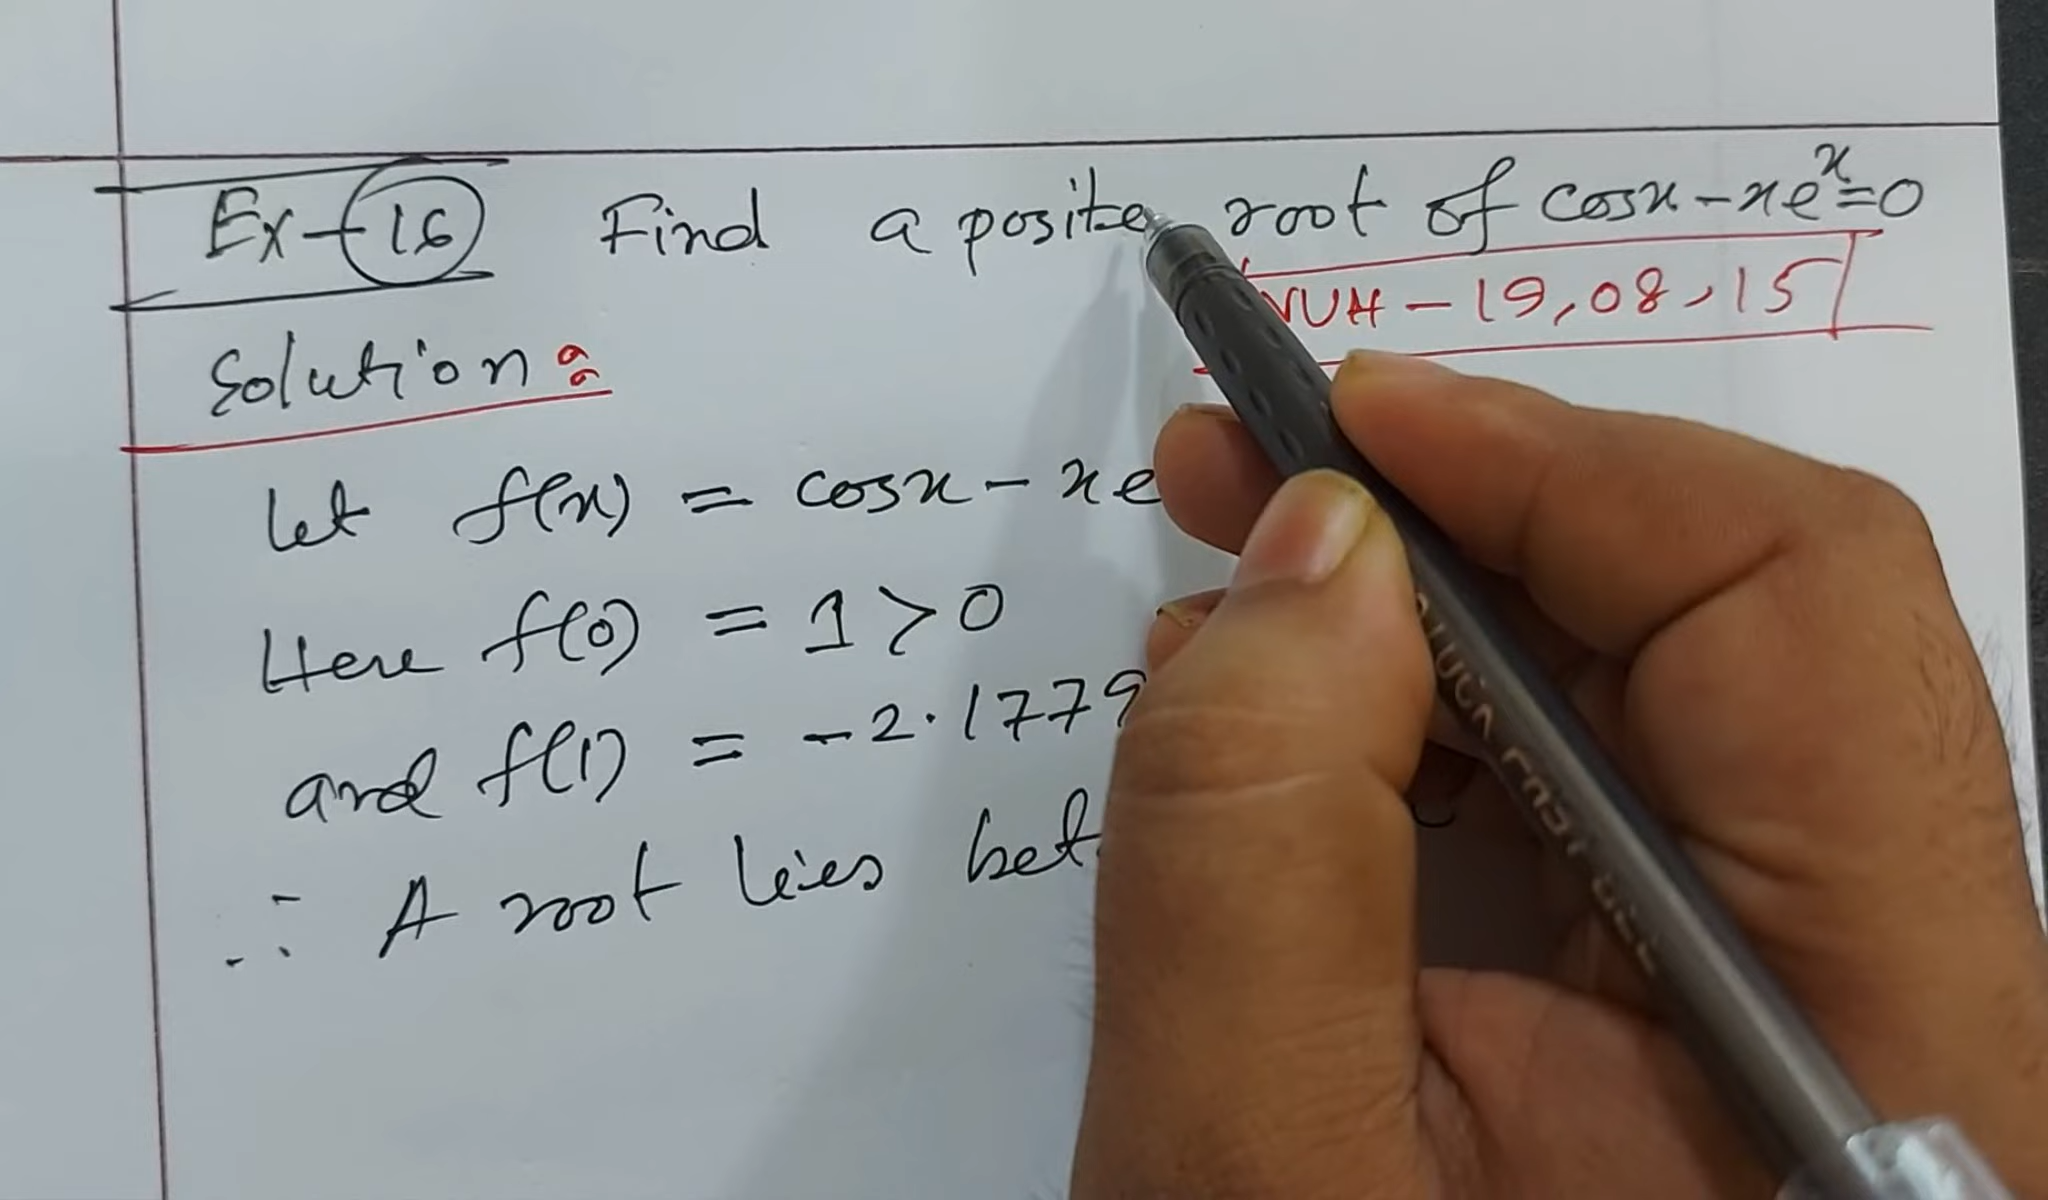 Ex-16 Find a posite root of cosx-xe^x=0
NUH-19,08,15
Solution:
Let f(x) = cosx - xe
Here f(0) = 1 > 0
and f(1) = -2.1779
∴ A root lies bet